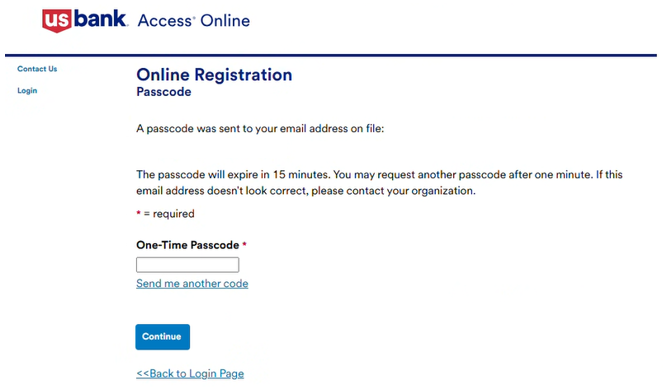 usbank Access® Online
Contact Us
Login
Online Registration
Passcode
A passcode was sent to your email address on file:
The passcode will expire in 15 minutes. You may request another passcode after one minute. If this
email address doesn't look correct, please contact your organization.
* = required
One-Time Passcode *
Send me another code
Continue
<<Back to Login Page